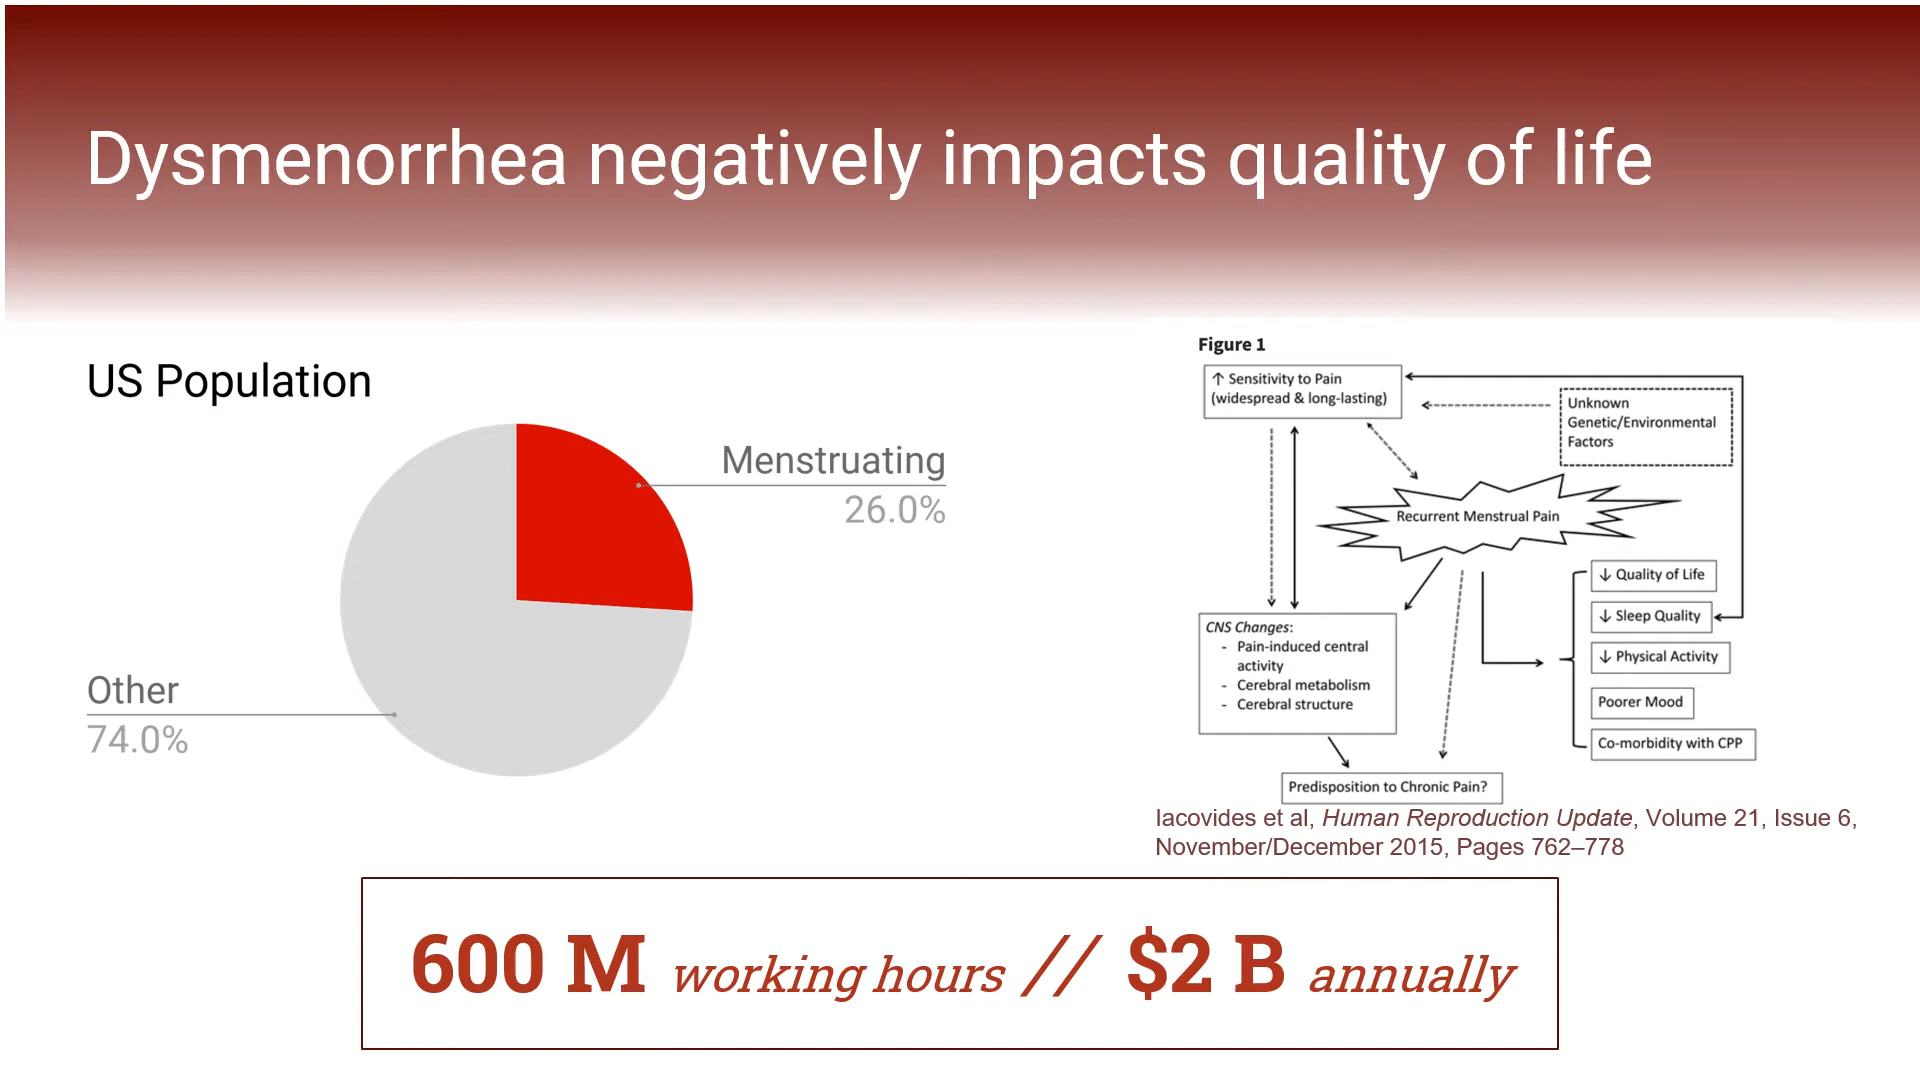 Dysmenorrhea negatively impacts quality of life
US Population
Menstruating
26.0%
Other
74.0%
Figure 1
↑ Sensitivity to Pain
(widespread & long-lasting)
Unknown
Genetic/Environmental
Factors
Recurrent Menstrual Pain
↓ Quality of Life
↓ Sleep Quality
↓ Physical Activity
Poorer Mood
Co-morbidity with CPP
CNS Changes:
- Pain-induced central
activity
- Cerebral metabolism
- Cerebral structure
Predisposition to Chronic Pain?
Iacovides et al, Human Reproduction Update, Volume 21, Issue 6,
November/December 2015, Pages 762–778
600 M working hours // $2 B annually